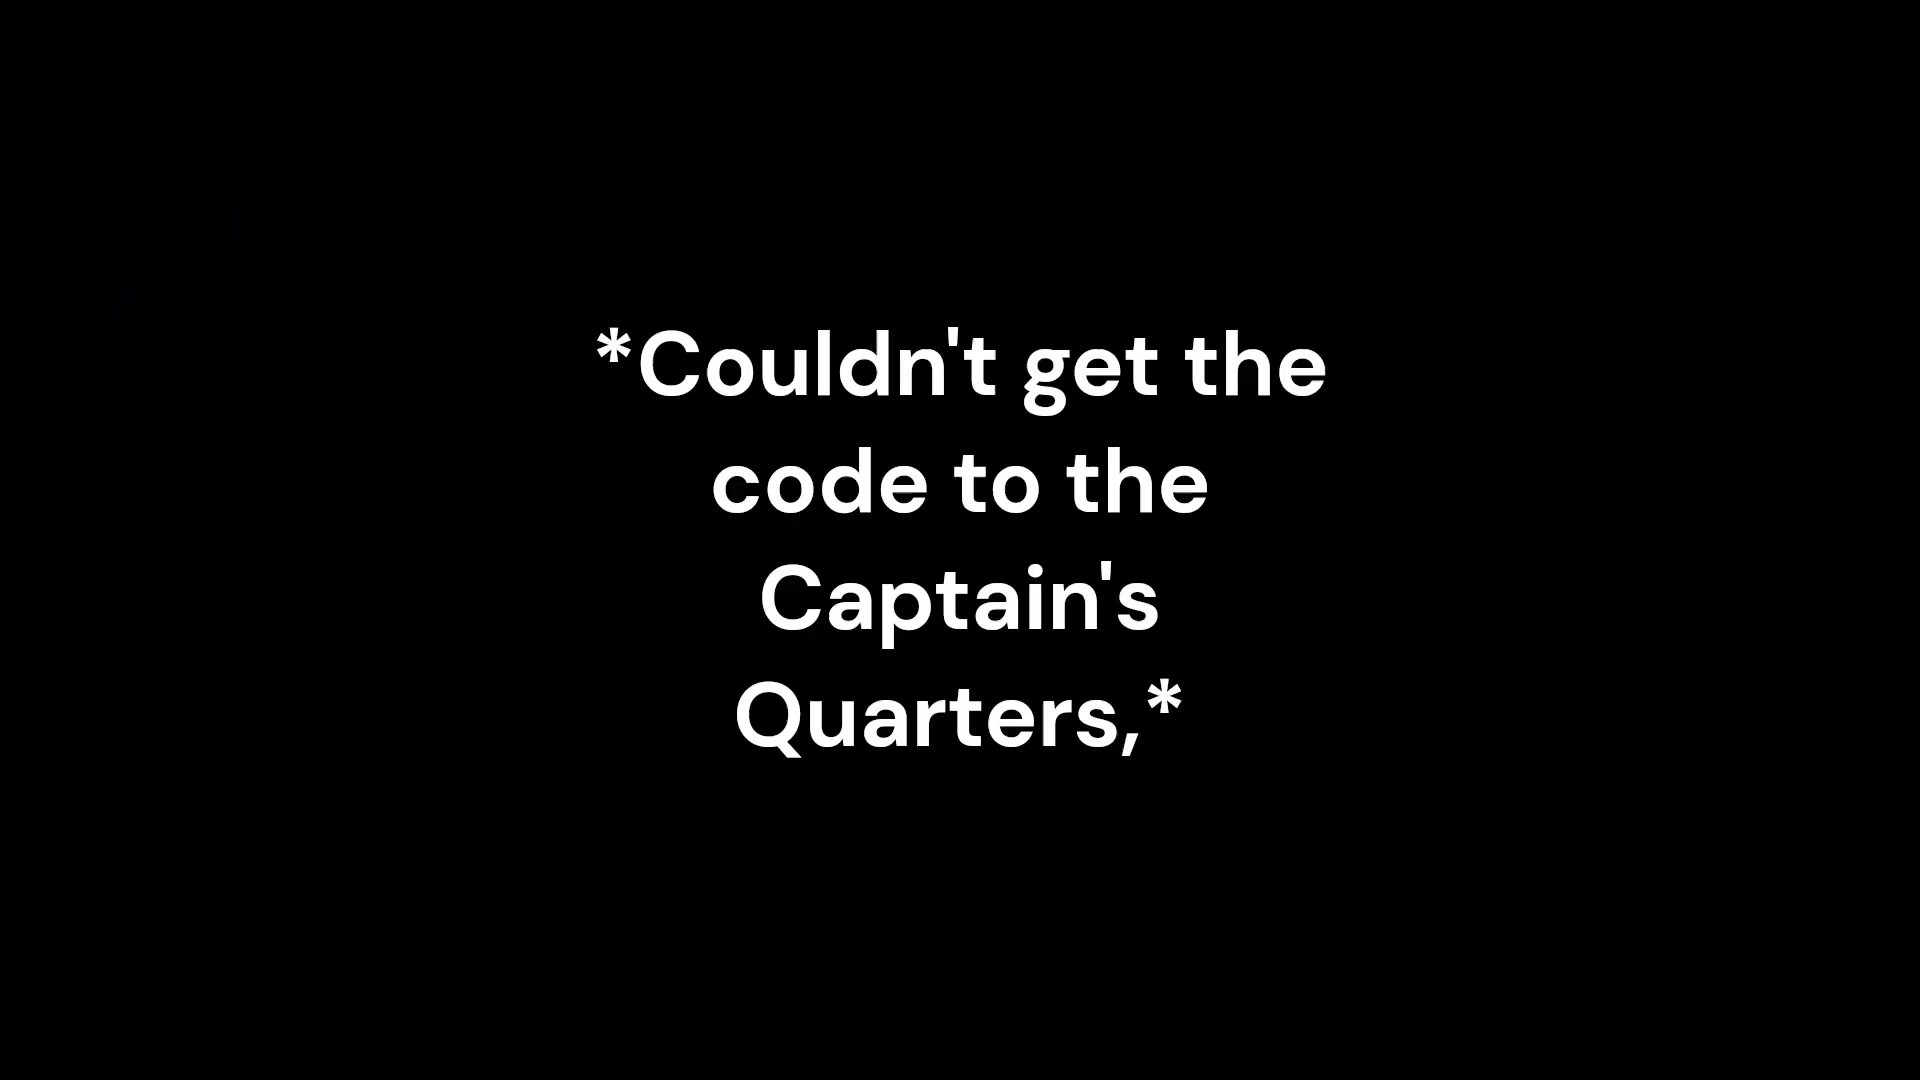 *Couldn't get the
code to the
Captain's
Quarters,*